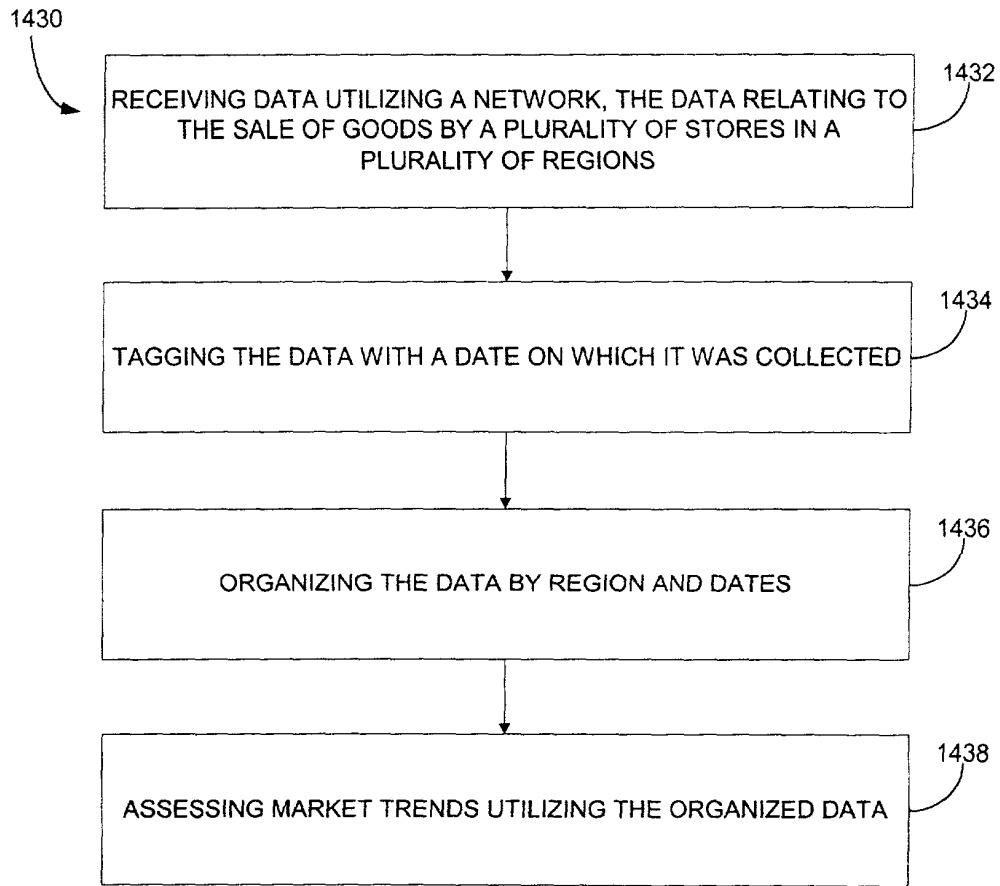 1430
1432
RECEIVING DATA UTILIZING A NETWORK, THE DATA RELATING TO
THE SALE OF GOODS BY A PLURALITY OF STORES IN A
PLURALITY OF REGIONS
1434
TAGGING THE DATA WITH A DATE ON WHICH IT WAS COLLECTED
1436
ORGANIZING THE DATA BY REGION AND DATES
1438
ASSESSING MARKET TRENDS UTILIZING THE ORGANIZED DATA